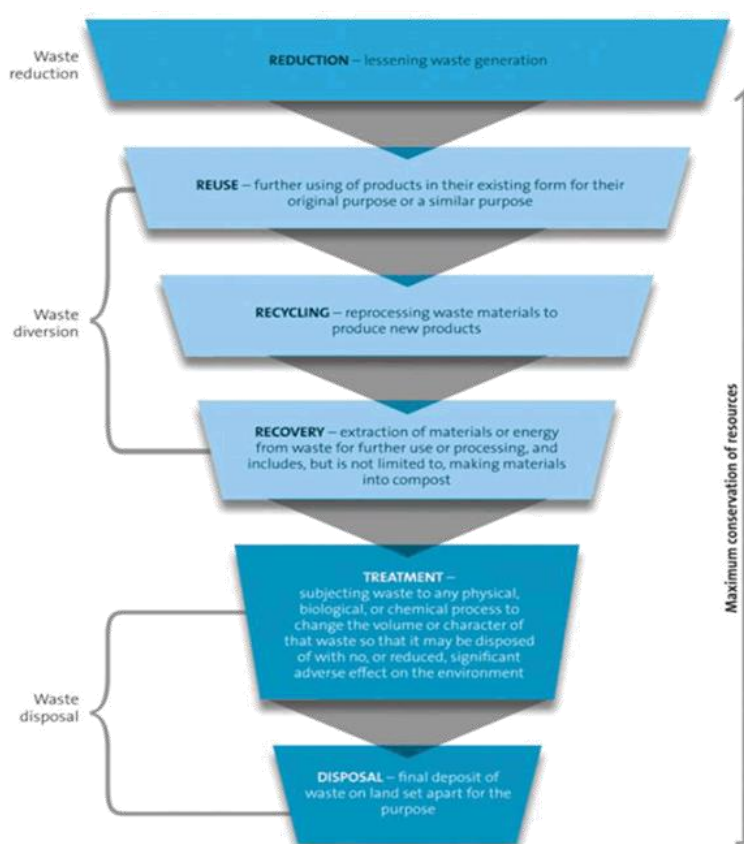 Waste
reduction
REDUCTION – lessening waste generation
REUSE – further using of products in their existing form for their
original purpose or a similar purpose
Waste
diversion
RECYCLING – reprocessing waste materials to
produce new products
RECOVERY – extraction of materials or energy
from waste for further use or processing, and
includes, but is not limited to, making materials
into compost
TREATMENT –
subjecting waste to any physical,
biological, or chemical process to
change the volume or character of
that waste so that it may be disposed
of with no, or reduced, significant
adverse effect on the environment
Waste
disposal
DISPOSAL – final deposit of
waste on land set apart for the
purpose
Maximum conservation of resources